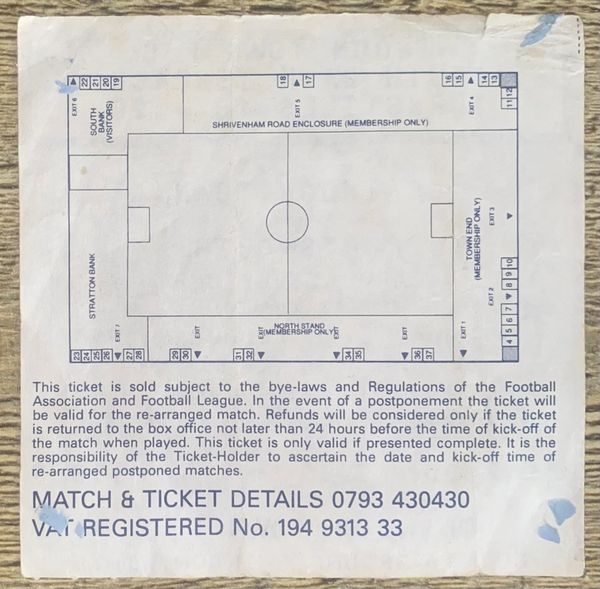 22
21
20
19
18
17
16
15
14
13
12
11
EXIT 6
SOUTH
BANK
(VISITORS)
EXIT 5
EXIT 4
SHRIVENHAM ROAD ENCLOSURE (MEMBERSHIP ONLY)
STRATTON BANK
TOWN END
(MEMBERSHIP ONLY)
EXIT 3
EXIT 2
EXIT 1
10
9
8
7
6
5
4
NORTH STAND
(MEMBERSHIP ONLY)
EXIT 7
EXIT
EXIT
EXIT
EXIT
23
24
25
26
27
28
29
30
31
32
34
35
36
37
This ticket is sold subject to the bye-laws and Regulations of the Football
Association and Football League. In the event of a postponement the ticket will
be valid for the re-arranged match. Refunds will be considered only if the ticket
is returned to the box office not later than 24 hours before the time of kick-off of
the match when played. This ticket is only valid if presented complete. It is the
responsibility of the Ticket-Holder to ascertain the date and kick-off time of
re-arranged postponed matches.
MATCH & TICKET DETAILS 0793 430430
VAT REGISTERED No. 194 9313 33